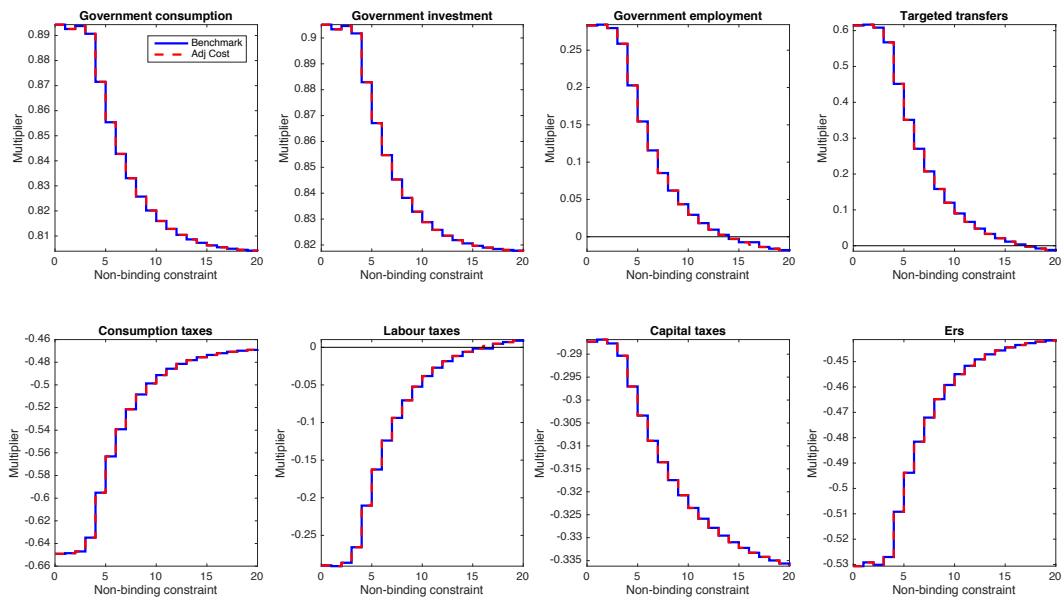 Government consumption
Multiplier
0.89
0.88
0.87
0.86
0.85
0.84
0.83
0.82
0.81
0 5 10 15 20
Non-binding constraint
Benchmark
Adj Cost
Government investment
Multiplier
0.9
0.89
0.88
0.87
0.86
0.85
0.84
0.83
0.82
0 5 10 15 20
Non-binding constraint
Government employment
Multiplier
0.25
0.2
0.15
0.1
0.05
0
0 5 10 15 20
Non-binding constraint
Targeted transfers
Multiplier
0.6
0.5
0.4
0.3
0.2
0.1
0
0 5 10 15 20
Non-binding constraint
Consumption taxes
Multiplier
-0.46
-0.48
-0.5
-0.52
-0.54
-0.56
-0.58
-0.6
-0.62
-0.64
-0.66
0 5 10 15 20
Non-binding constraint
Labour taxes
Multiplier
0
-0.05
-0.1
-0.15
-0.2
-0.25
0 5 10 15 20
Non-binding constraint
Capital taxes
Multiplier
-0.29
-0.295
-0.3
-0.305
-0.31
-0.315
-0.32
-0.325
-0.33
-0.335
0 5 10 15 20
Non-binding constraint
Ers
Multiplier
-0.45
-0.46
-0.47
-0.48
-0.49
-0.5
-0.51
-0.52
-0.53
0 5 10 15 20
Non-binding constraint